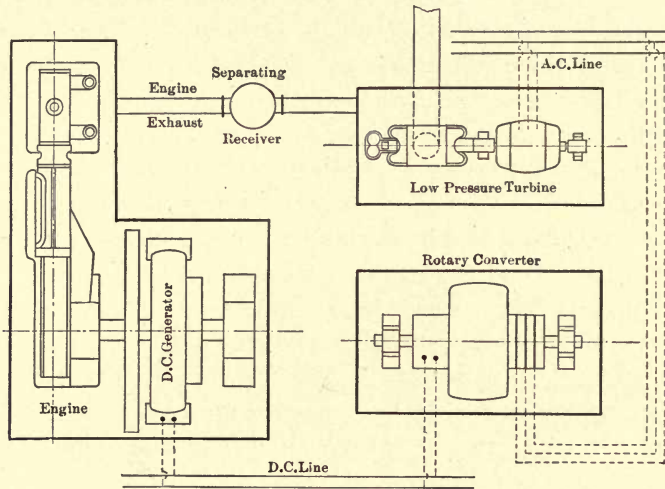 Separating
Engine
Exhaust
Receiver
A.C.Line
Low Pressure Turbine
Rotary Converter
D.C.Generator
Engine
D.C.Line